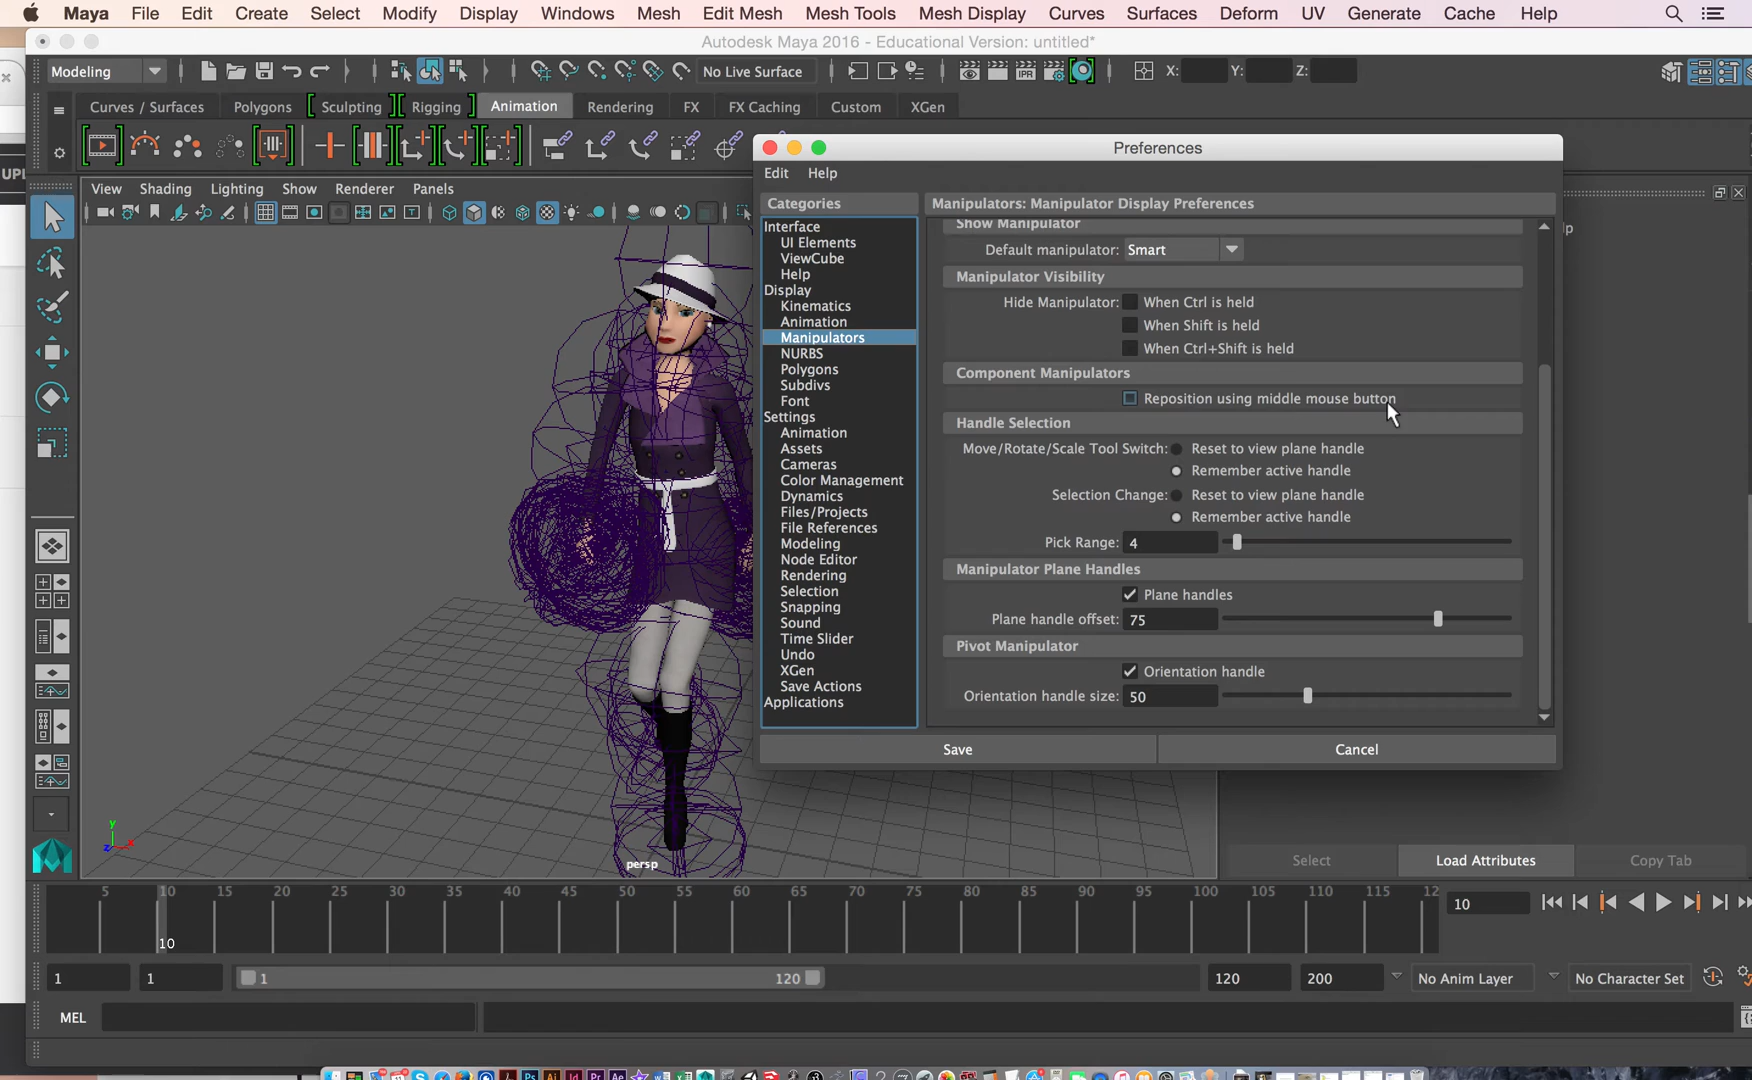 Maya File Edit Create Select Modify Display Windows Mesh Edit Mesh Mesh Tools Mesh Display Curves Surfaces Deform UV Generate Cache Help
Autodesk Maya 2016 - Educational Version: untitled*
Modeling No Live Surface X: Y: Z:
Curves / Surfaces Polygons Sculpting Rigging Animation Rendering FX FX Caching Custom XGen
IPR
UPL
Preferences
Edit Help
View Shading Lighting Show Renderer Panels
Categories
Interface
UI Elements
ViewCube
Help
Display
Kinematics
Animation
Manipulators
NURBS
Polygons
Subdivs
Font
Settings
Animation
Assets
Cameras
Color Management
Dynamics
Files/Projects
File References
Modeling
Node Editor
Rendering
Selection
Snapping
Sound
Time Slider
Undo
XGen
Save Actions
Applications
Manipulators: Manipulator Display Preferences
Show Manipulator
Default manipulator: Smart
Manipulator Visibility
Hide Manipulator: When Ctrl is held
When Shift is held
When Ctrl+Shift is held
Component Manipulators
Reposition using middle mouse button
Handle Selection
Move/Rotate/Scale Tool Switch: Reset to view plane handle
Remember active handle
Selection Change: Reset to view plane handle
Remember active handle
Pick Range: 4
Manipulator Plane Handles
Plane handles
Plane handle offset: 75
Pivot Manipulator
Orientation handle
Orientation handle size: 50
Save Cancel
y
z x
persp
Select Load Attributes Copy Tab
5 10 15 20 25 30 35 40 45 50 55 60 65 70 75 80 85 90 95 100 105 110 115 12
10
10
1 1 1 120 120 200 No Anim Layer No Character Set
MEL